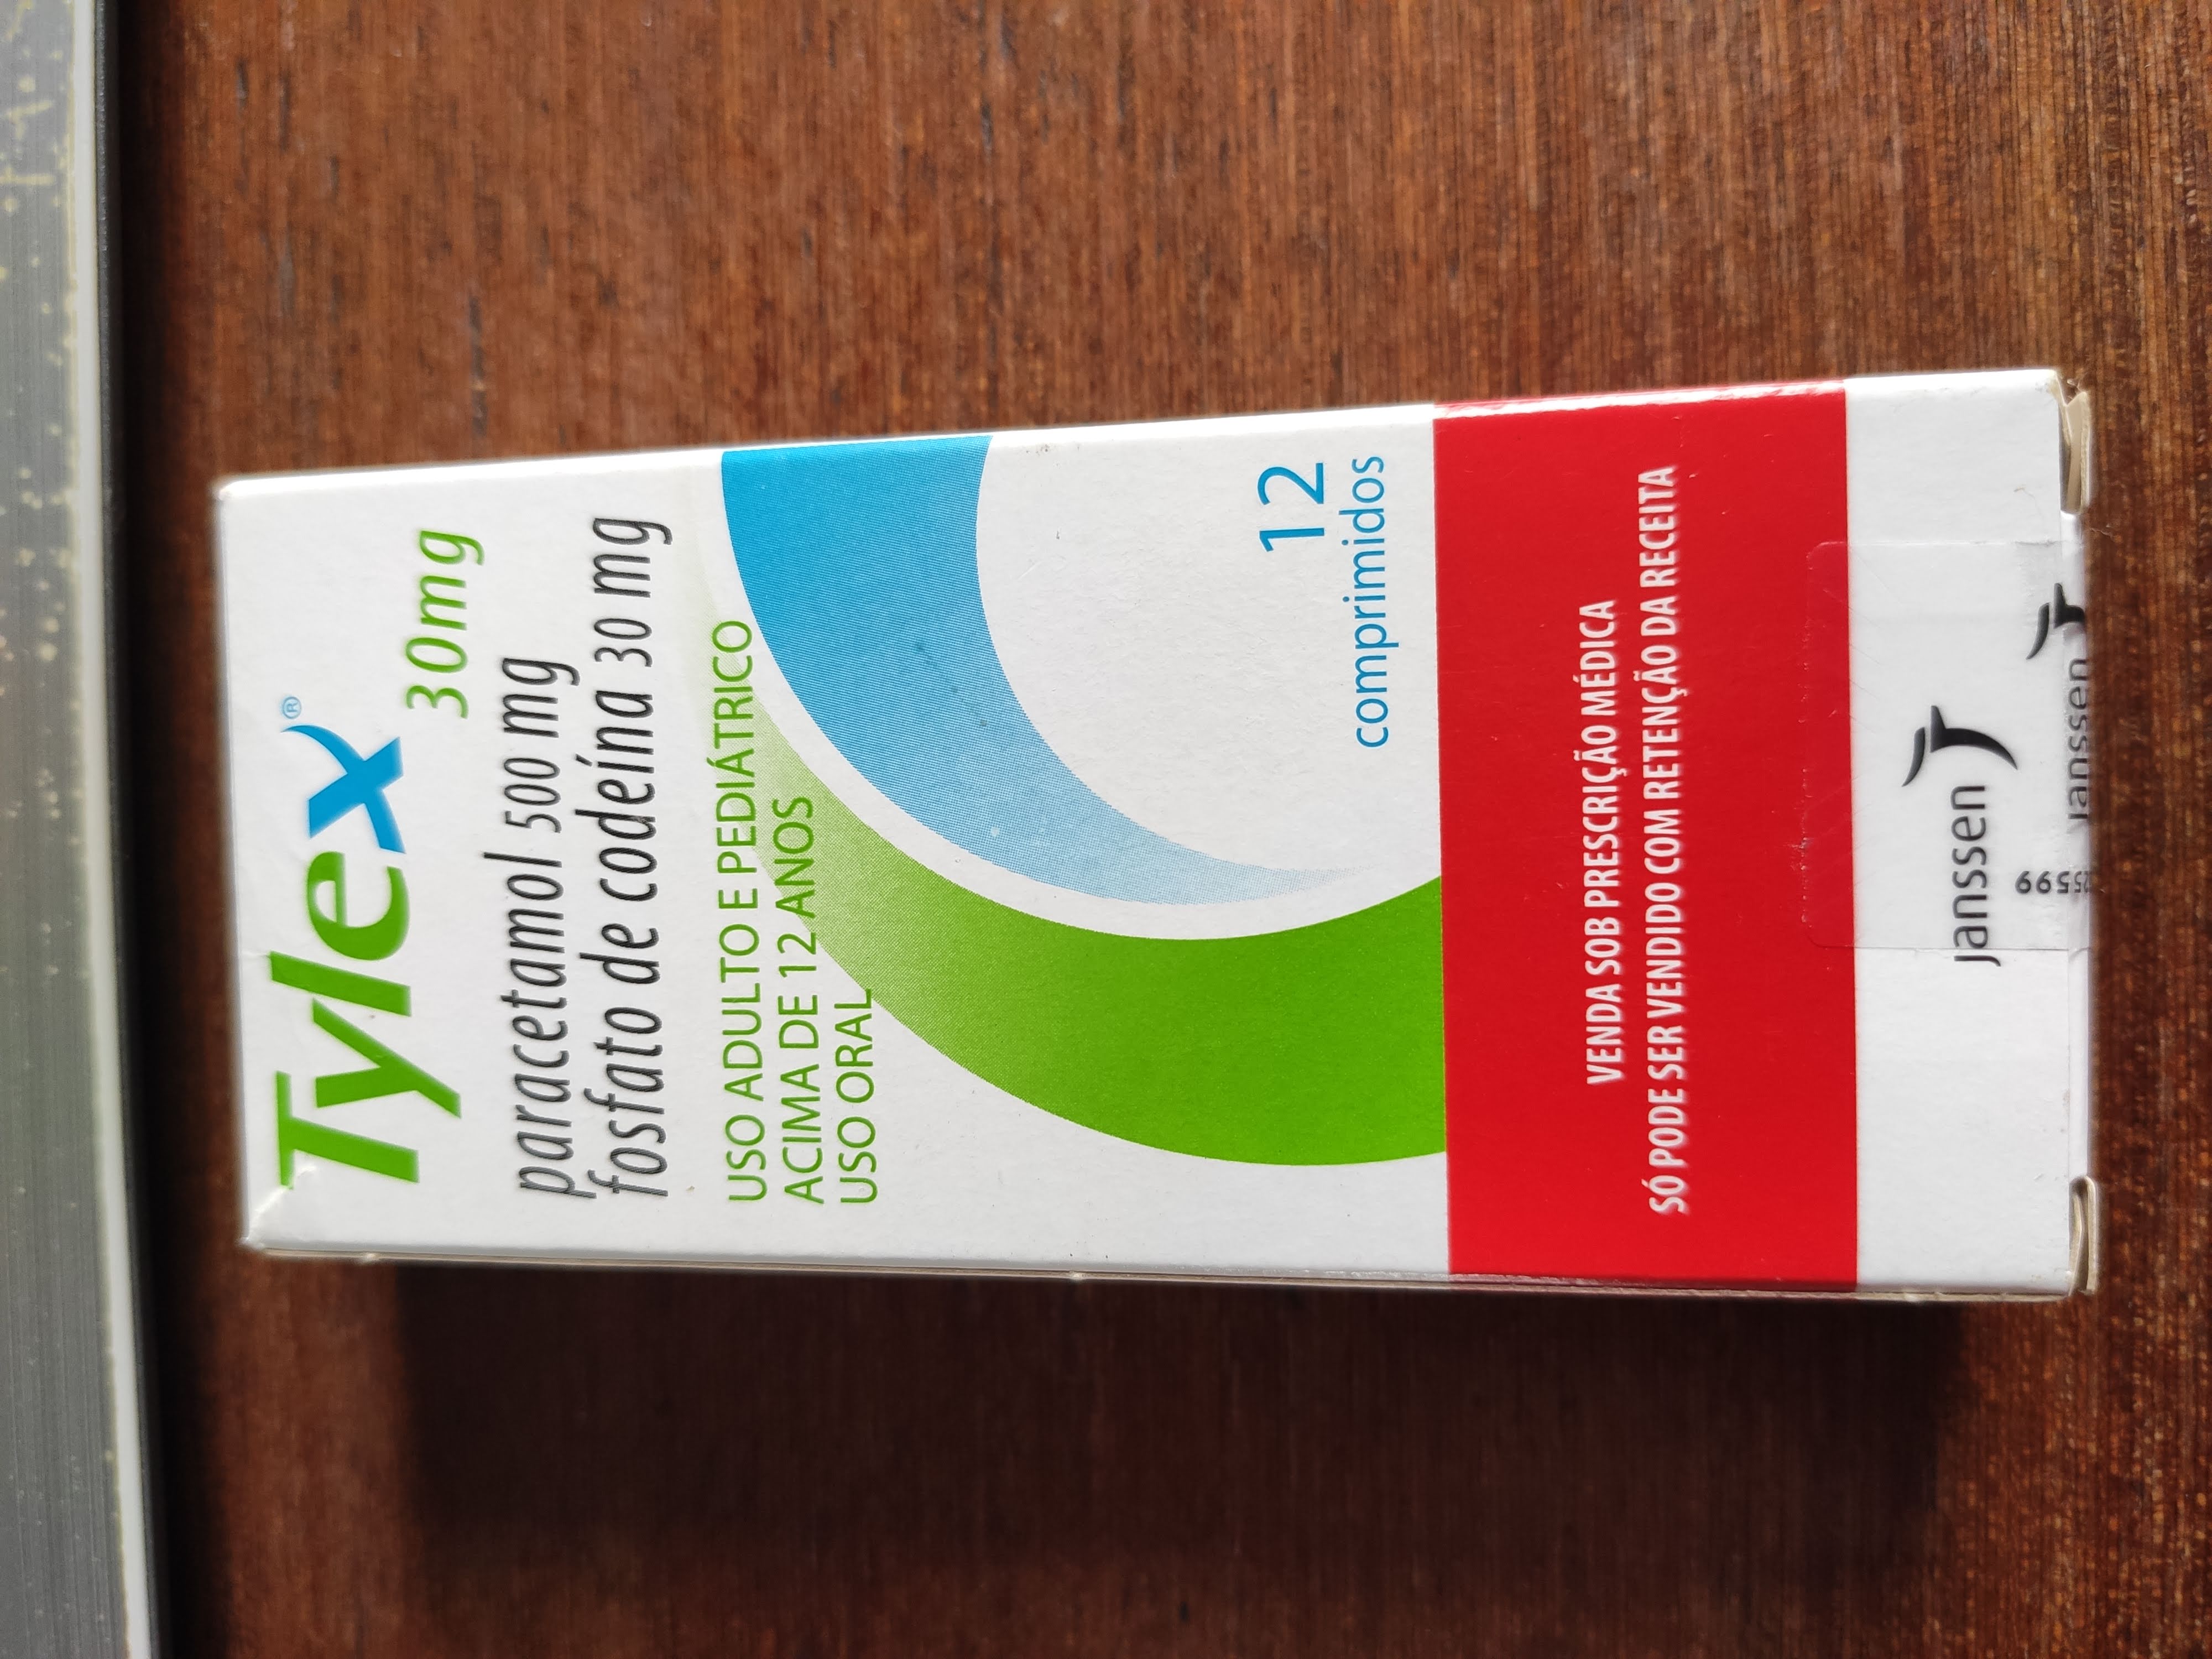 Tylex®
30mg
paracetamol 500 mg
fosfato de codeína 30 mg
USO ADULTO E PEDIÁTRICO
ACIMA DE 12 ANOS
USO ORAL
12
comprimidos
VENDA SOB PRESCRIÇÃO MÉDICA
SÓ PODE SER VENDIDO COM RETENÇÃO DA RECEITA
janssen
janssen